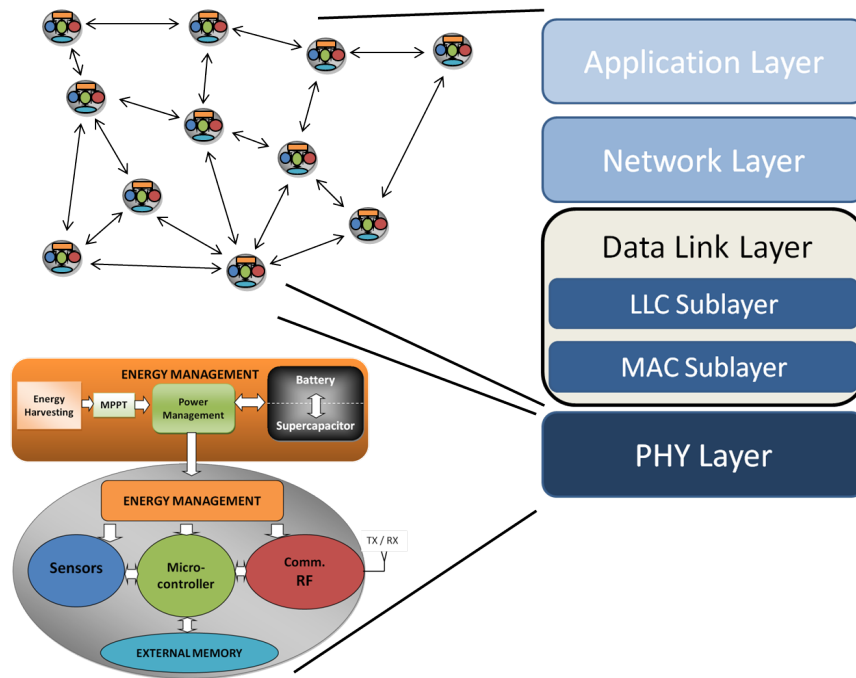 Application Layer
Network Layer
Data Link Layer
LLC Sublayer
MAC Sublayer
PHY Layer
ENERGY MANAGEMENT
Energy
Harvesting
MPPT
Power
Management
Battery
Supercapacitor
ENERGY MANAGEMENT
TX / RX
Sensors
Micro-
controller
Comm.
RF
EXTERNAL MEMORY